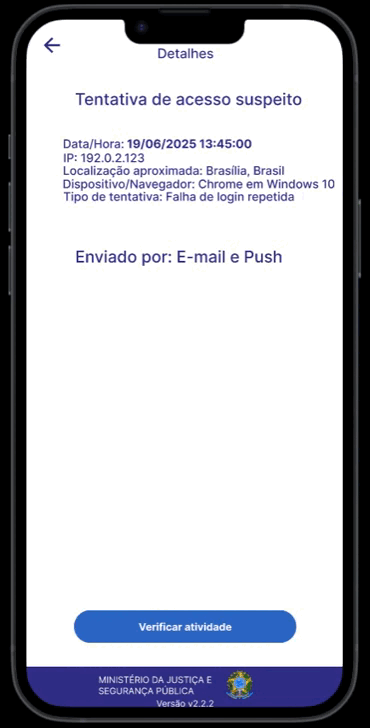 Detalhes
Tentativa de acesso suspeito
Data/Hora: 19/06/2025 13:45:00
IP: 192.0.2.123
Localização aproximada: Brasília, Brasil
Dispositivo/Navegador: Chrome em Windows 10
Tipo de tentativa: Falha de login repetida
Enviado por: E-mail e Push
Verificar atividade
MINISTÉRIO DA JUSTIÇA E
SEGURANÇA PÚBLICA
Versão v2.2.2